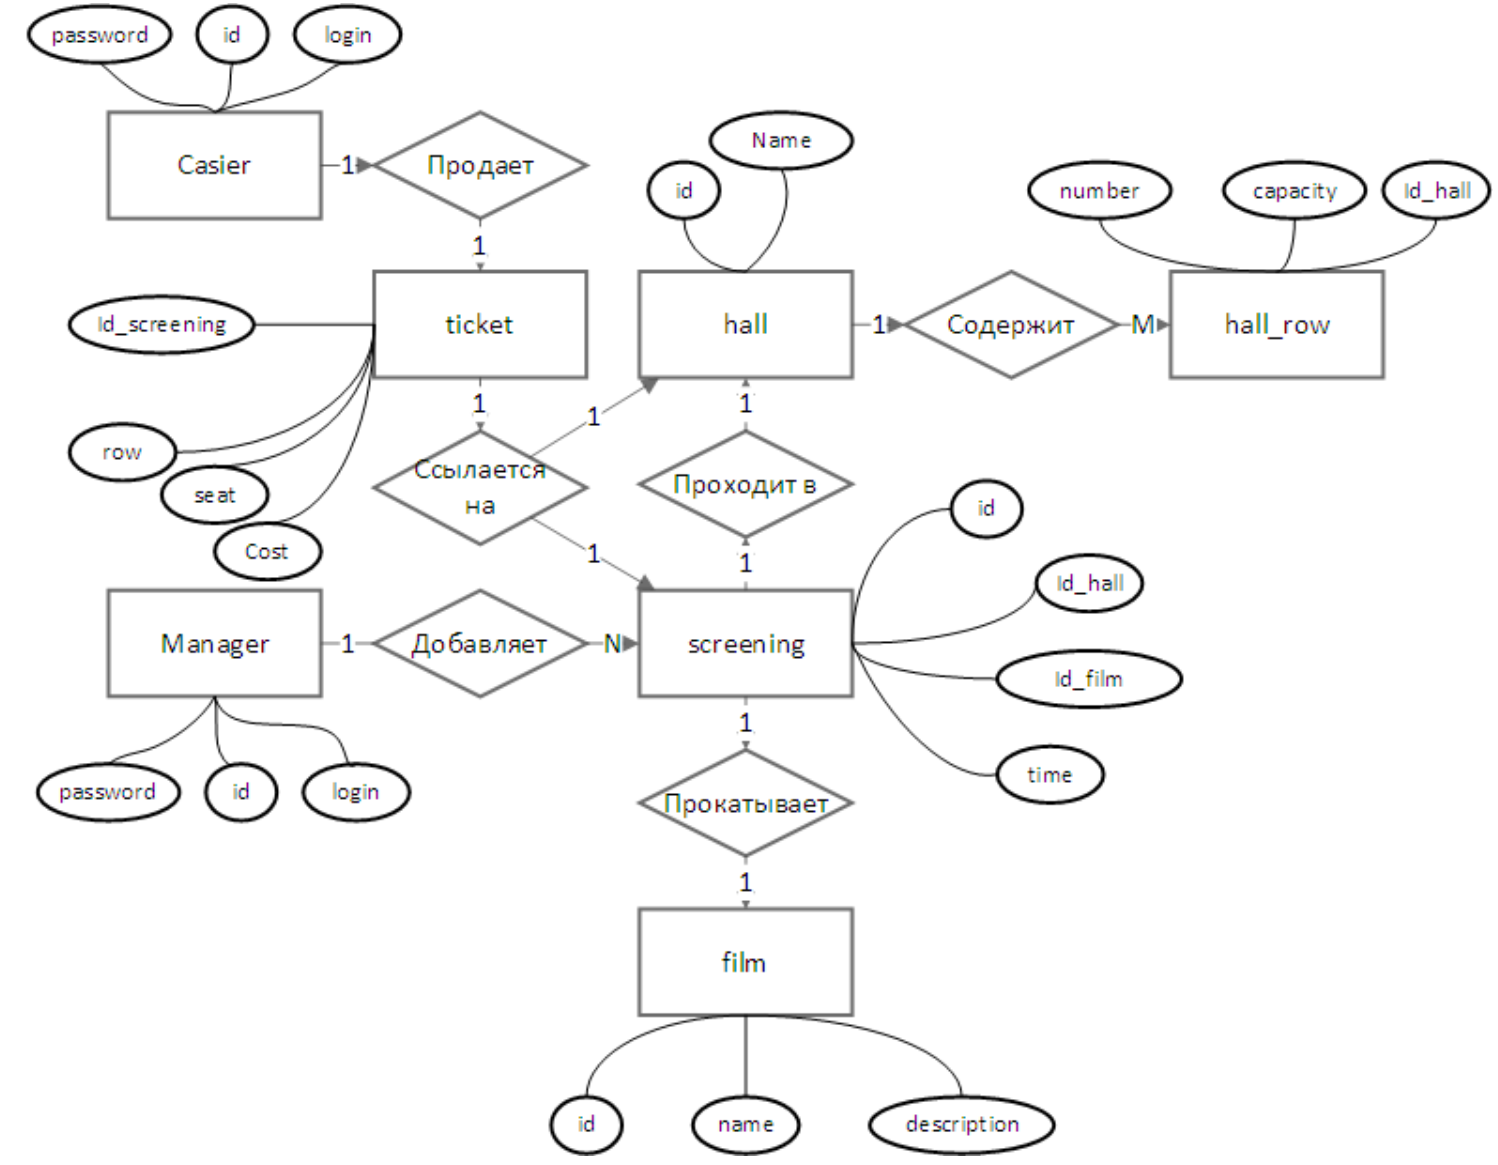 password
id
login
Casier
1
Продает
1
Name
id
number
capacity
Id_hall
Id_screening
ticket
hall
1
Содержит
M
hall_row
1
1
1
row
seat
Cost
Ссылается
на
Проходит в
id
1
1
Id_hall
Manager
1
Добавляет
N
screening
Id_film
1
time
password
id
login
Прокатывает
1
film
id
name
description